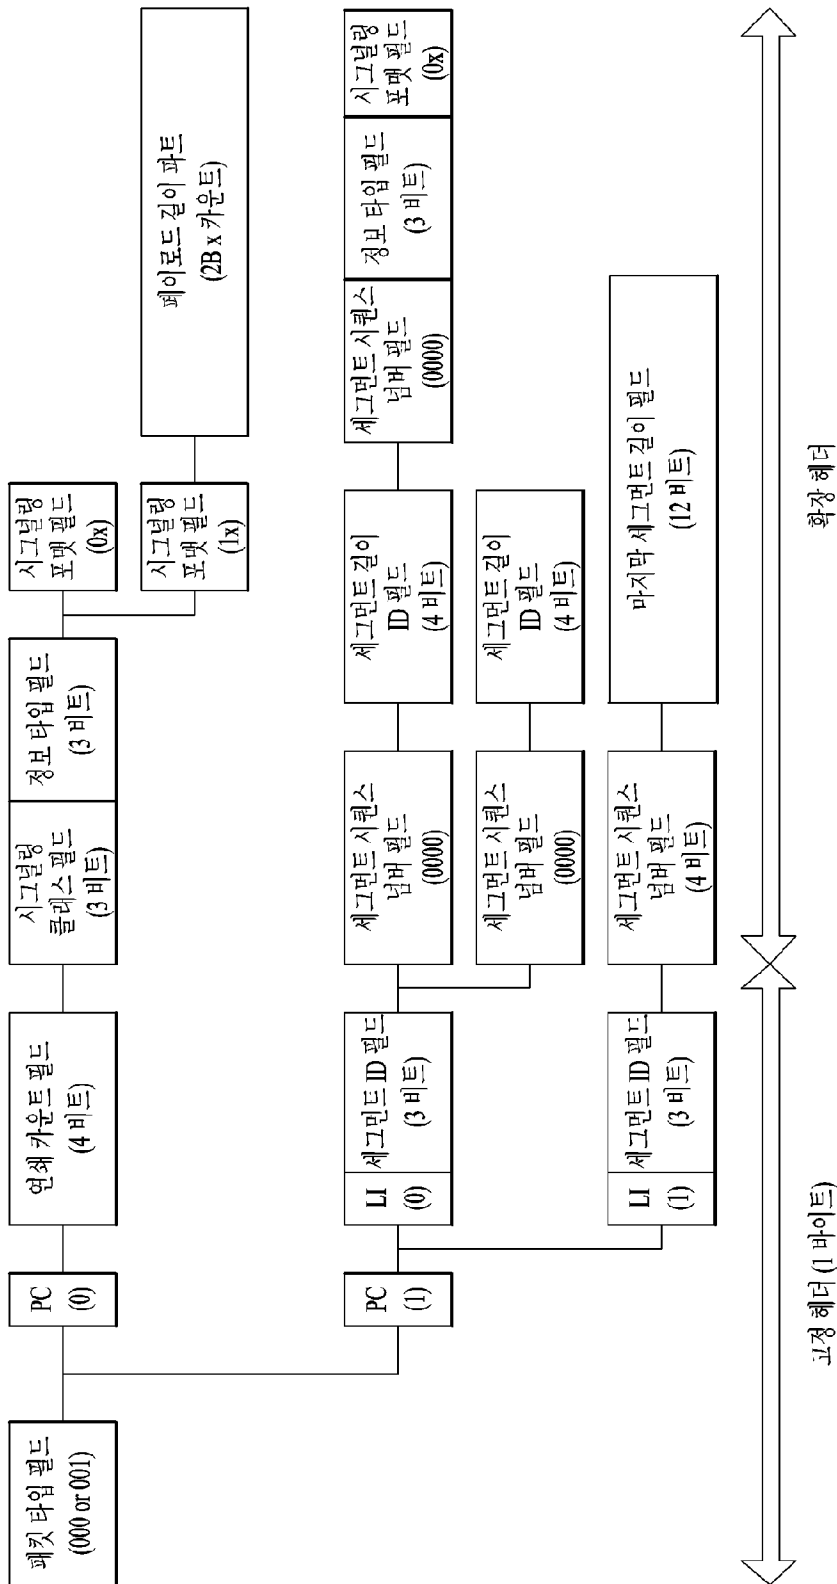 패킷 타입 필드
(000 or 001)
PC
(0)
연쇄 카운트 필드
(4 비트)
시그널링
클래스 필드
(3 비트)
정보 타입 필드
(3 비트)
시그널링
포맷 필드
(0x)
시그널링
포맷 필드
(1x)
페이로드 길이 파트
(2B x 카운트)
PC
(1)
LI
(0)
세그먼트 ID 필드
(3 비트)
세그먼트 시퀀스
넘버 필드
(0000)
세그먼트 길이
ID 필드
(4 비트)
세그먼트 시퀀스
넘버 필드
(0000)
정보 타입 필드
(3 비트)
시그널링
포맷 필드
(0x)
세그먼트 시퀀스
넘버 필드
(0000)
세그먼트 길이
ID 필드
(4 비트)
LI
(1)
세그먼트 ID 필드
(3 비트)
세그먼트 시퀀스
넘버 필드
(4 비트)
마지막 세그먼트 길이 필드
(12 비트)
고정 헤더 (1 바이트)
확장 헤더